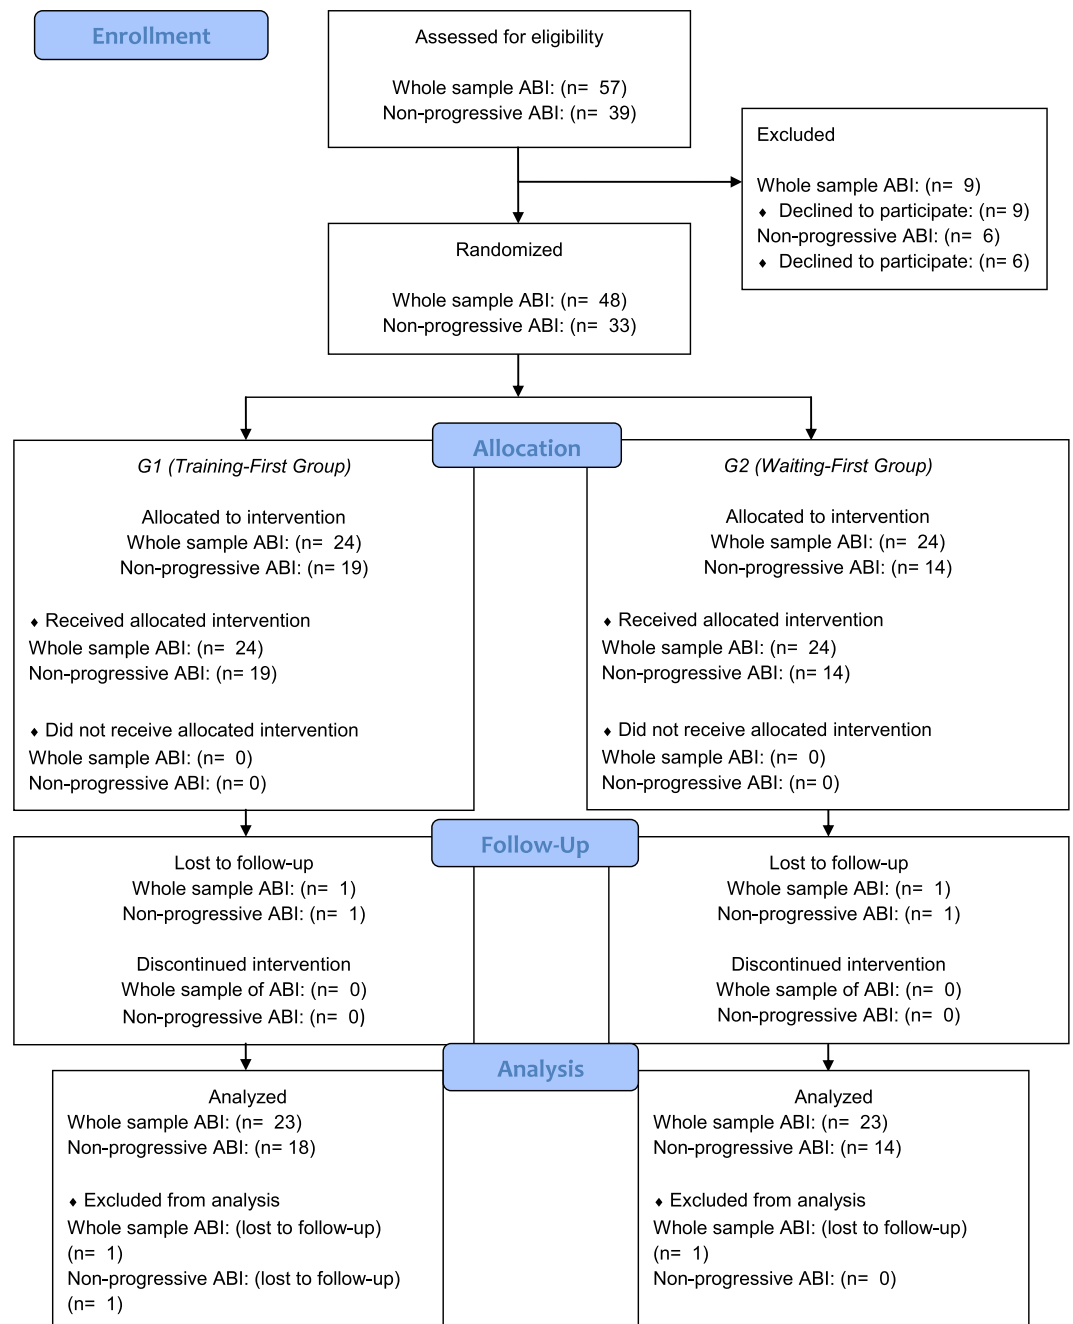 Enrollment
Assessed for eligibility
Whole sample ABI: (n=  57)
Non-progressive ABI: (n=  39)
Excluded
Whole sample ABI: (n=  9)
♦ Declined to participate: (n= 9)
Non-progressive ABI: (n=  6)
♦ Declined to participate: (n= 6)
Randomized
Whole sample ABI: (n=  48)
Non-progressive ABI: (n=  33)
Allocation
G1 (Training-First Group)
Allocated to intervention
Whole sample ABI: (n=  24)
Non-progressive ABI: (n= 19)
♦ Received allocated intervention
Whole sample ABI: (n=  24)
Non-progressive ABI: (n= 19)
♦ Did not receive allocated intervention
Whole sample ABI: (n=  0)
Non-progressive ABI: (n= 0)
G2 (Waiting-First Group)
Allocated to intervention
Whole sample ABI: (n=  24)
Non-progressive ABI: (n= 14)
♦ Received allocated intervention
Whole sample ABI: (n=  24)
Non-progressive ABI: (n= 14)
♦ Did not receive allocated intervention
Whole sample ABI: (n=  0)
Non-progressive ABI: (n= 0)
Follow-Up
Lost to follow-up
Whole sample ABI: (n=  1)
Non-progressive ABI: (n=  1)
Discontinued intervention
Whole sample of ABI: (n=  0)
Non-progressive ABI: (n=  0)
Lost to follow-up
Whole sample ABI: (n=  1)
Non-progressive ABI: (n=  1)
Discontinued intervention
Whole sample of ABI: (n=  0)
Non-progressive ABI: (n=  0)
Analysis
Analyzed
Whole sample ABI: (n=  23)
Non-progressive ABI: (n= 18)
♦ Excluded from analysis
Whole sample ABI: (lost to follow-up)
(n=  1)
Non-progressive ABI: (lost to follow-up)
(n=  1)
Analyzed
Whole sample ABI: (n=  23)
Non-progressive ABI: (n= 14)
♦ Excluded from analysis
Whole sample ABI: (lost to follow-up)
(n=  1)
Non-progressive ABI: (n=  0)